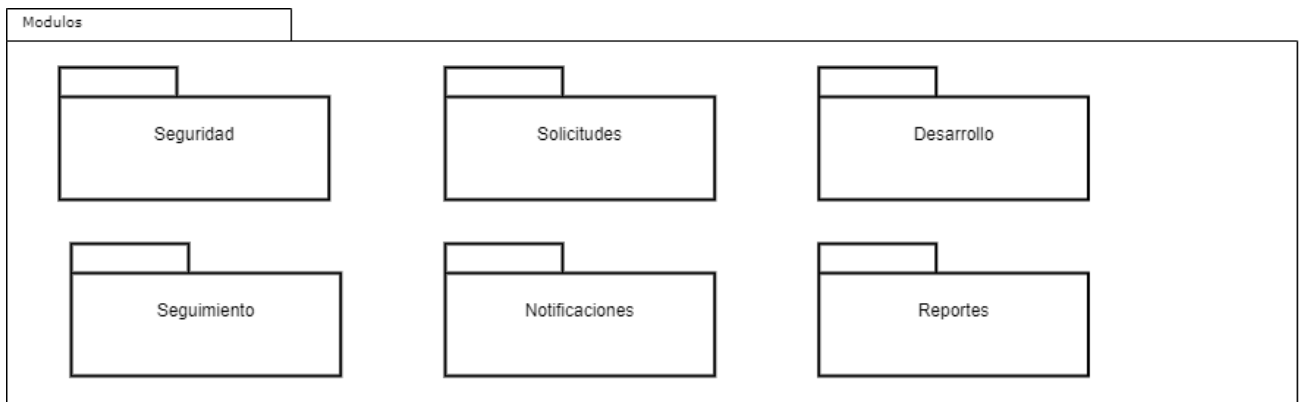 Modulos
Seguridad
Solicitudes
Desarrollo
Seguimiento
Notificaciones
Reportes